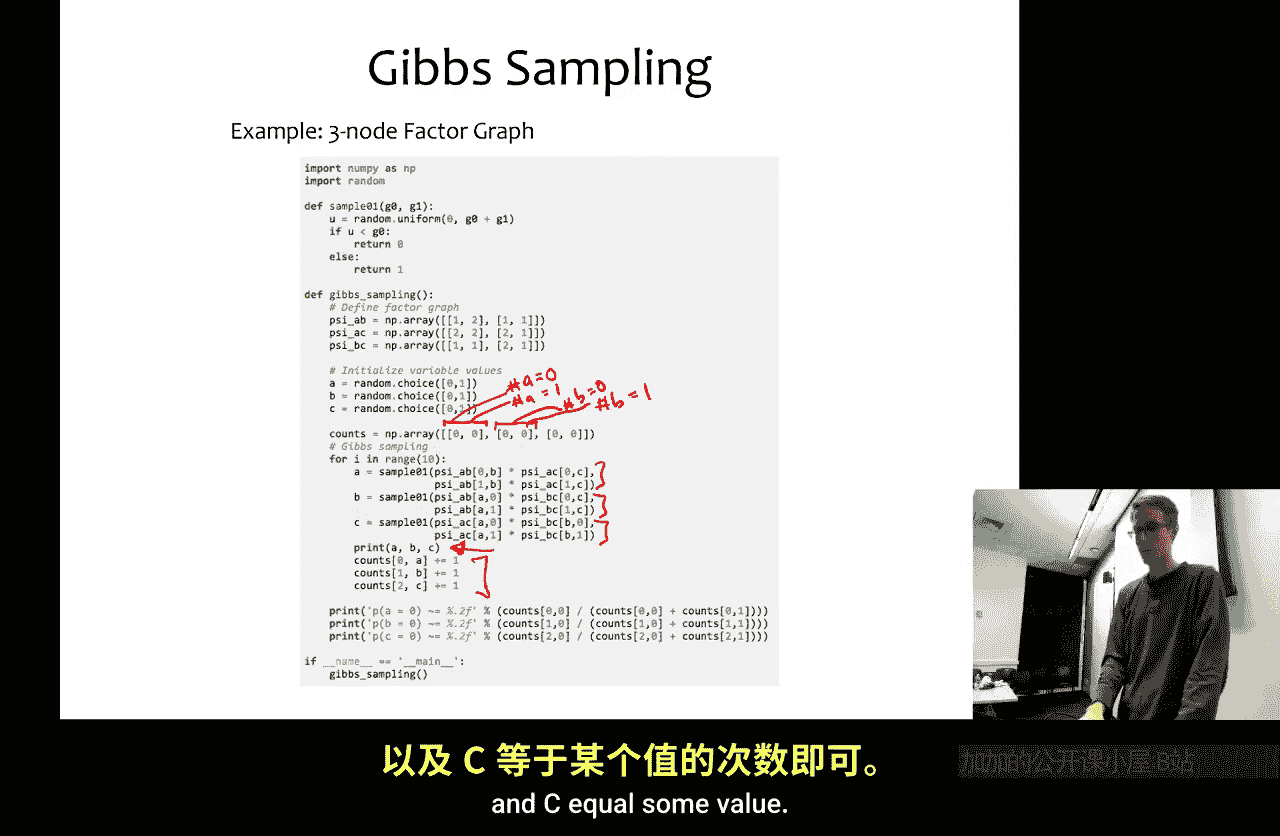 Gibbs Sampling
Example: 3-node Factor Graph
import numpy as np
import random
def sample01(g0, g1):
u = random.uniform(0, g0 + g1)
if u < g0:
return 0
else:
return 1
def gibbs_sampling():
# Define factor graph
psi_ab = np.array([[1, 2], [1, 1]])
psi_ac = np.array([[2, 2], [2, 1]])
psi_bc = np.array([[1, 1], [2, 1]])
# Initialize variable values
a = random.choice([0,1])
b = random.choice([0,1])
c = random.choice([0,1])
#a=0
#a=1
#b=0
#b=1
counts = np.array([[0, 0], [0, 0], [0, 0]])
# Gibbs sampling
for i in range(10):
a = sample01(psi_ab[0,b] * psi_ac[0,c],
psi_ab[1,b] * psi_ac[1,c])
b = sample01(psi_ab[a,0] * psi_bc[0,c],
psi_ab[a,1] * psi_bc[1,c])
c = sample01(psi_ac[a,0] * psi_bc[b,0],
psi_ac[a,1] * psi_bc[b,1])
print(a, b, c)
counts[0, a] += 1
counts[1, b] += 1
counts[2, c] += 1
print('p(a = 0) ~= %.2f' % (counts[0,0] / (counts[0,0] + counts[0,1])))
print('p(b = 0) ~= %.2f' % (counts[1,0] / (counts[1,0] + counts[1,1])))
print('p(c = 0) ~= %.2f' % (counts[2,0] / (counts[2,0] + counts[2,1])))
if __name__ == '__main__':
gibbs_sampling()
以及 C 等于某个值的次数即可。
and C equal some value.
加加的公开课小屋 B站